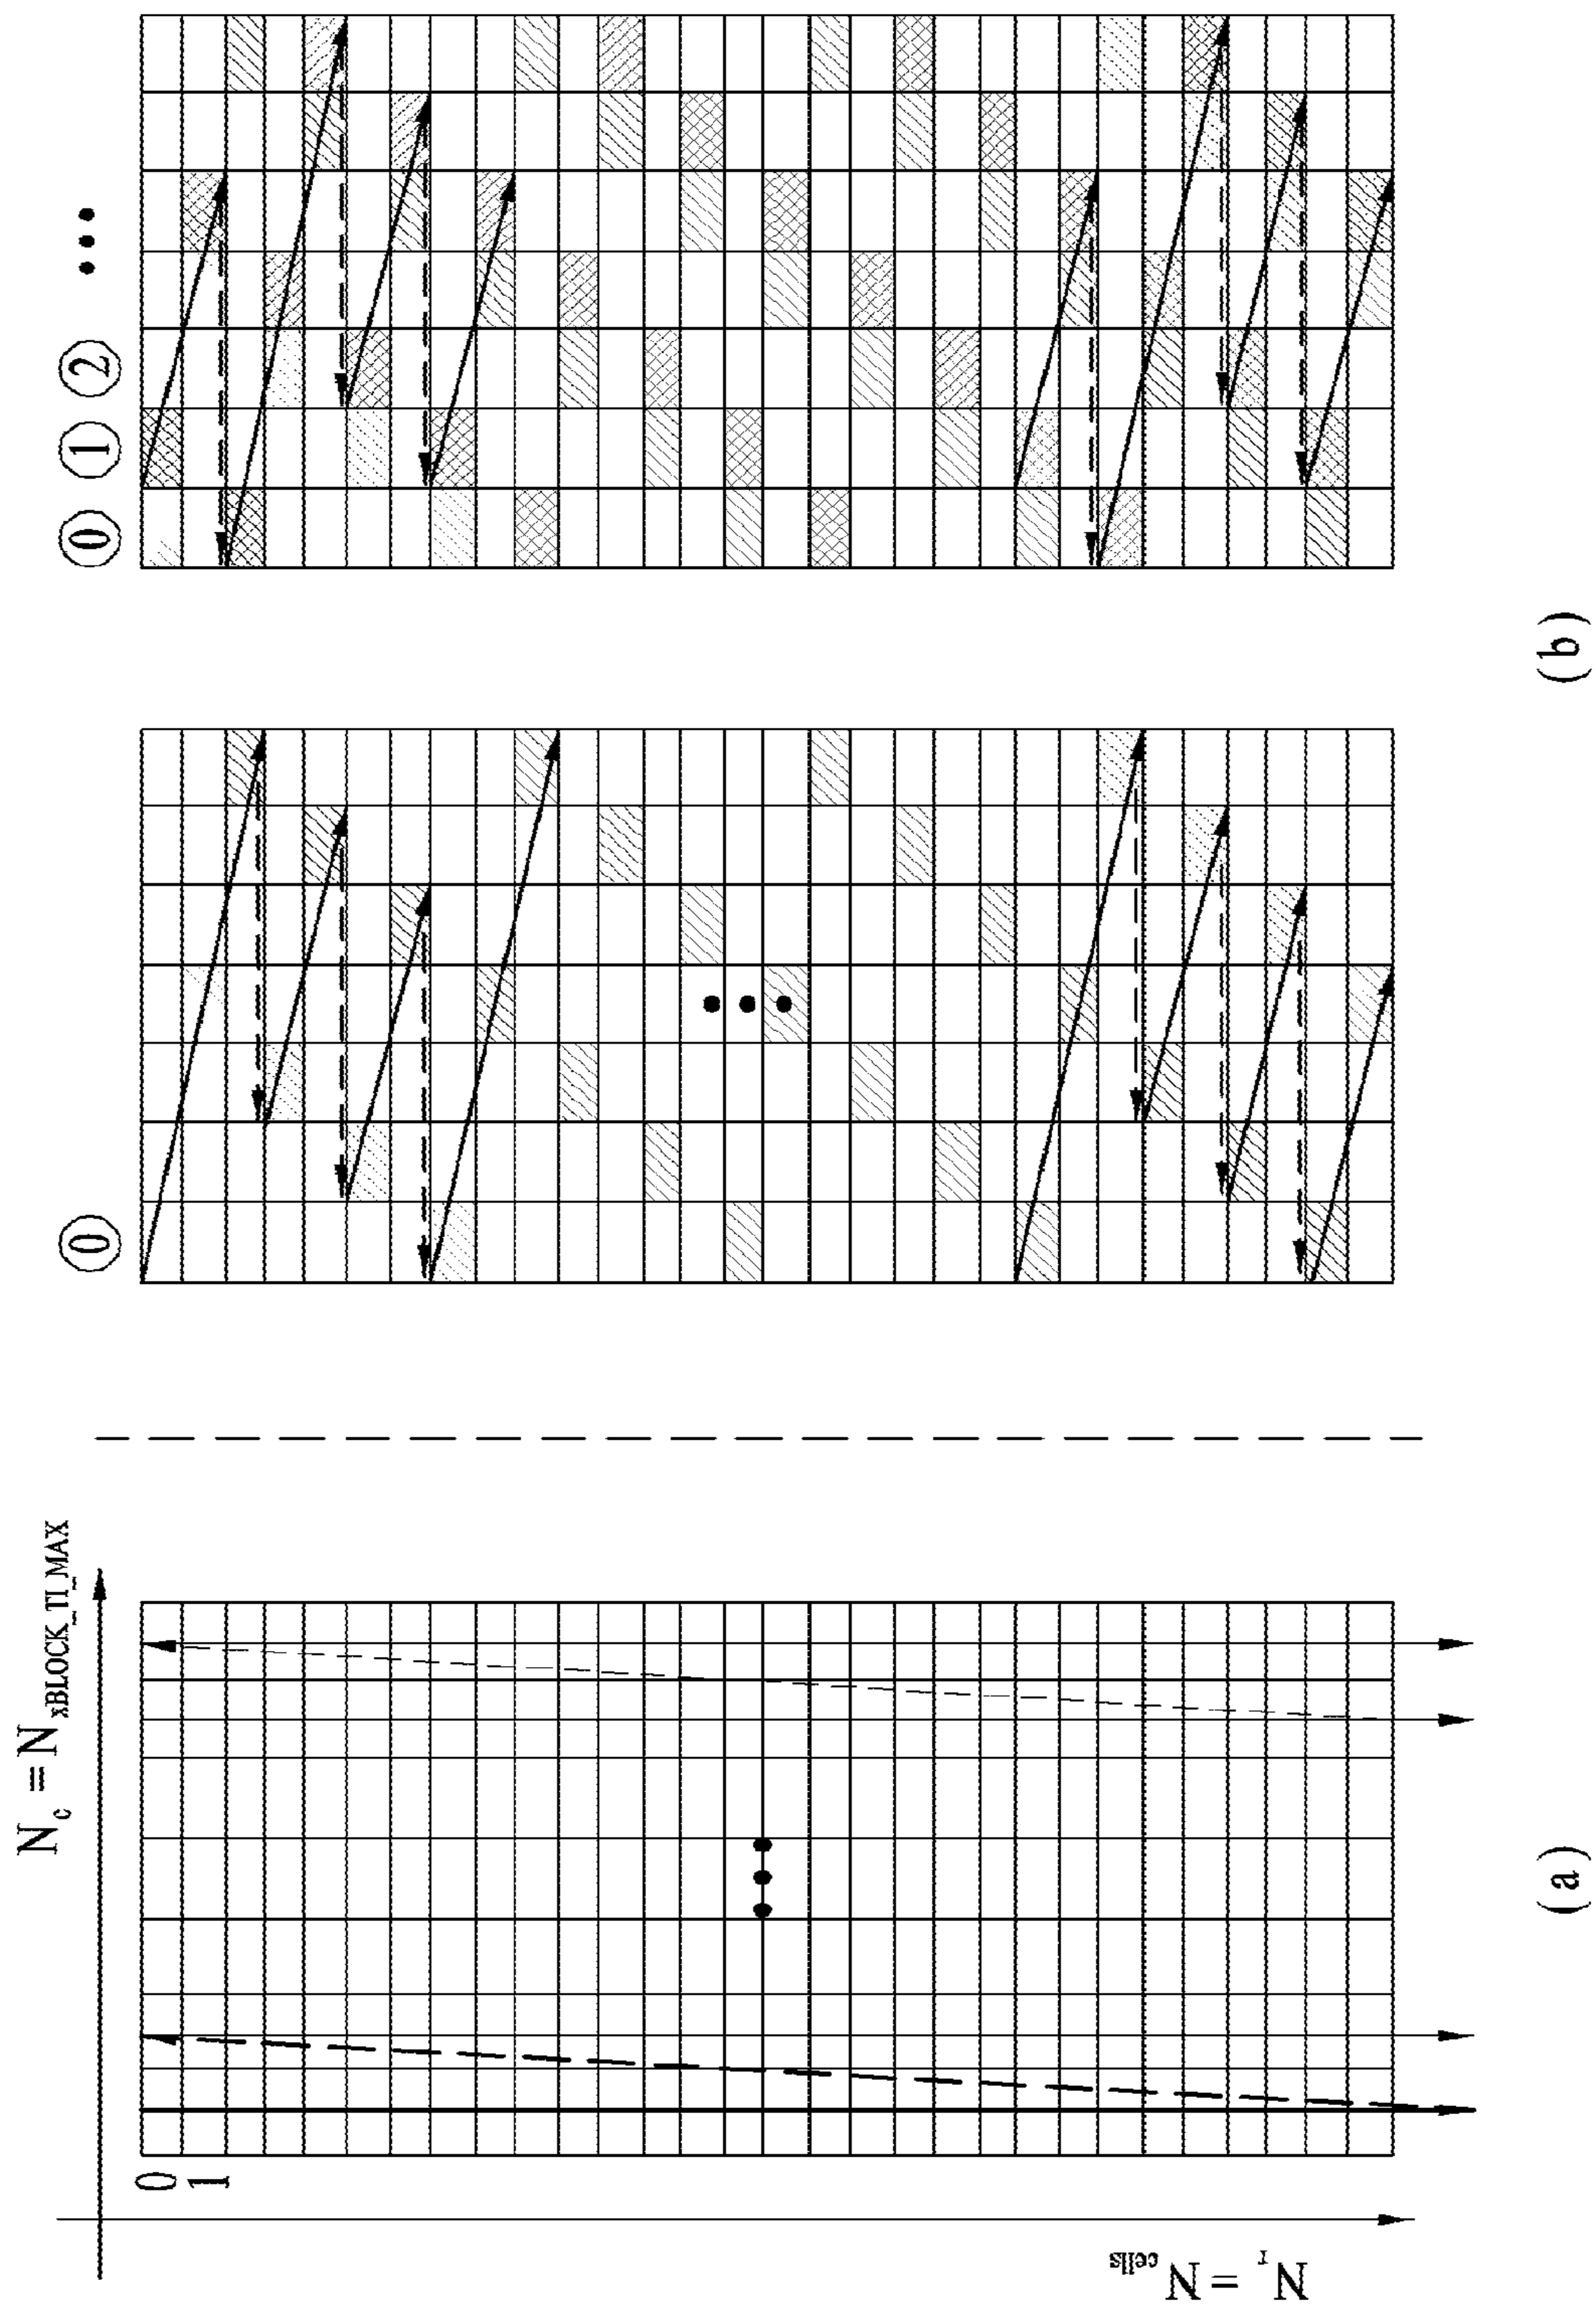 N_c = N_xBLOCK_TI_MAX
0
1
N_r = N_cells
(a)
0
0 1 2 •••
(b)